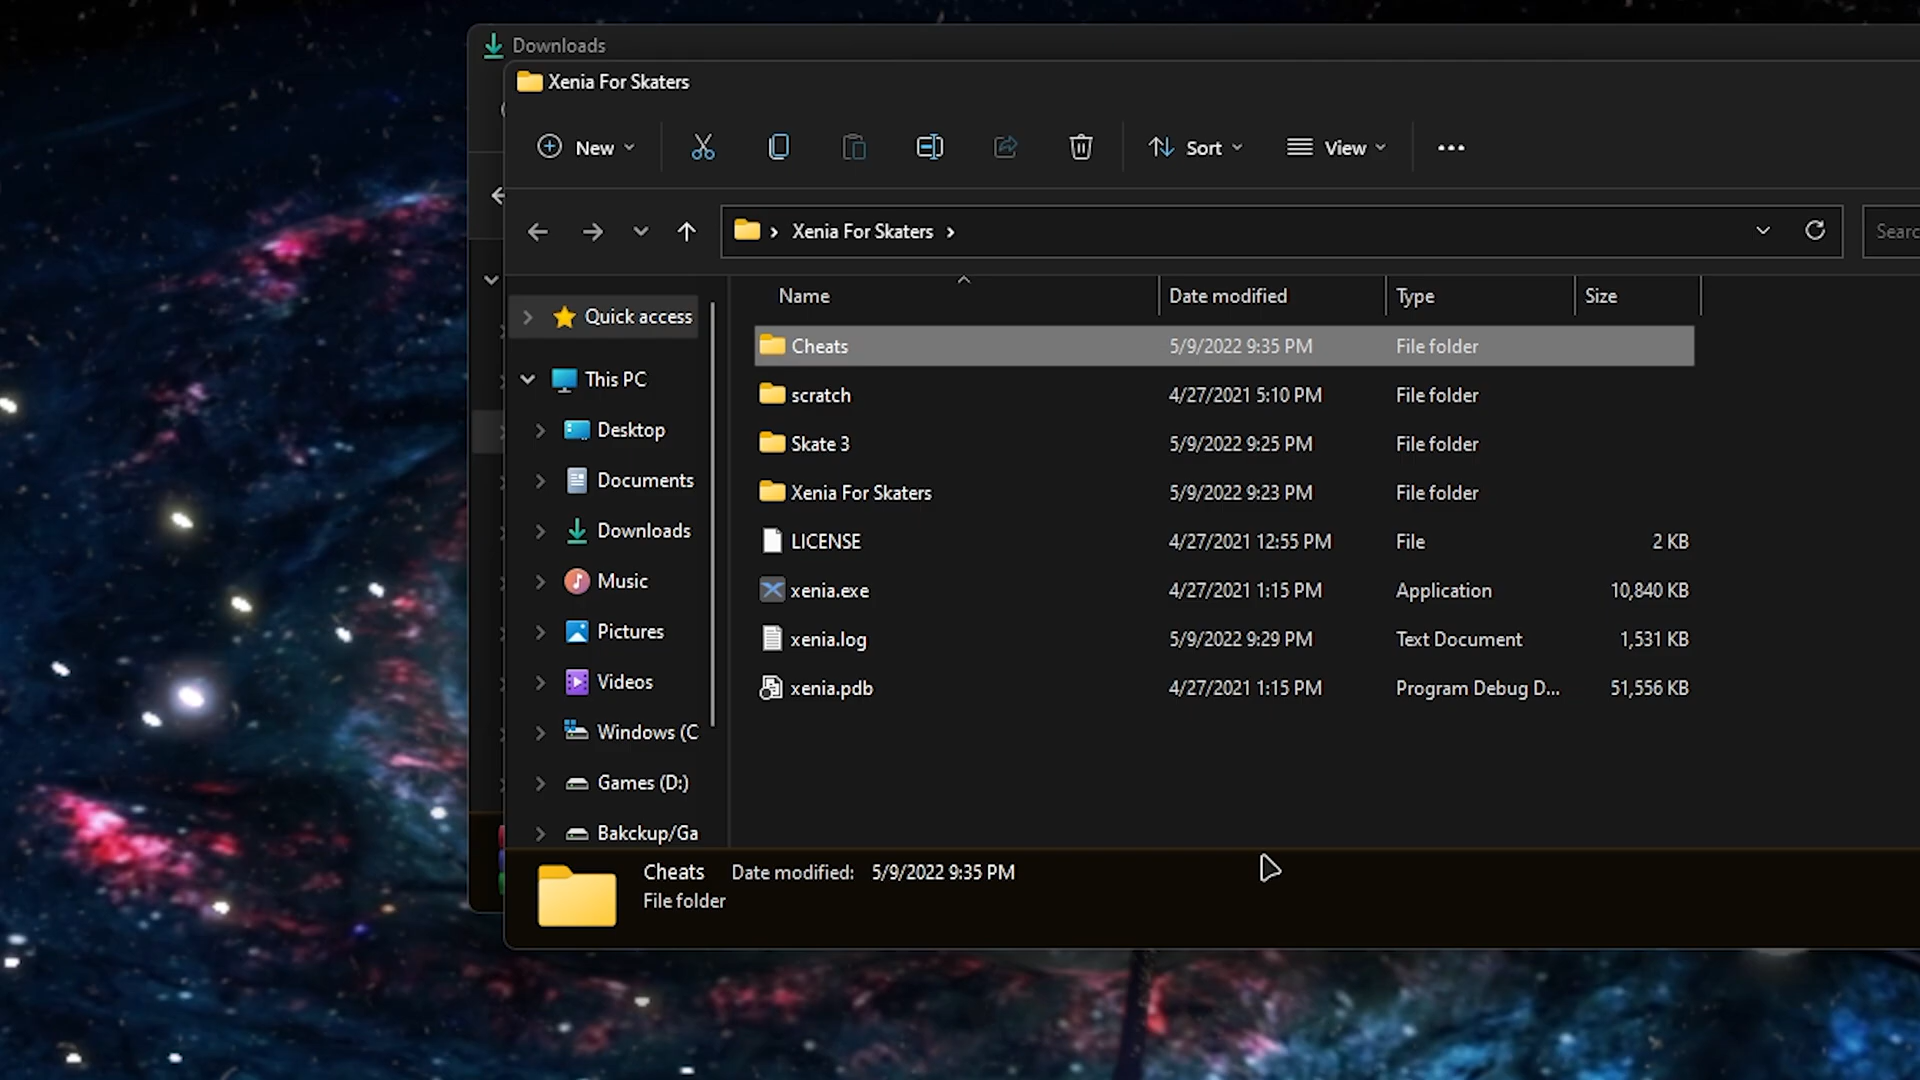 Downloads
Xenia For Skaters
New
Sort
View
Xenia For Skaters
Searc
Name Date modified Type Size
Quick access
This PC
Desktop
Documents
Downloads
Music
Pictures
Videos
Windows (C
Games (D:)
Bakckup/Ga
Cheats 5/9/2022 9:35 PM File folder
scratch 4/27/2021 5:10 PM File folder
Skate 3 5/9/2022 9:25 PM File folder
Xenia For Skaters 5/9/2022 9:23 PM File folder
LICENSE 4/27/2021 12:55 PM File 2 KB
xenia.exe 4/27/2021 1:15 PM Application 10,840 KB
xenia.log 5/9/2022 9:29 PM Text Document 1,531 KB
xenia.pdb 4/27/2021 1:15 PM Program Debug D... 51,556 KB
Cheats Date modified: 5/9/2022 9:35 PM
File folder